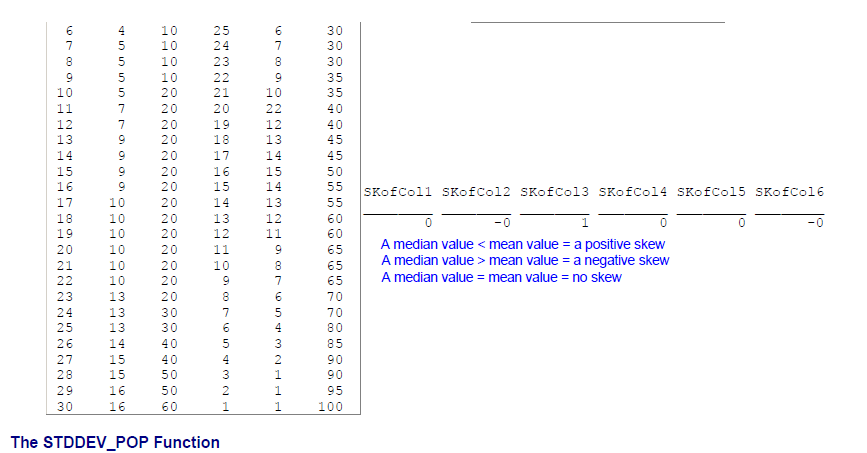 6 4 10 25 6 30
7 5 10 24 7 30
8 5 10 23 8 30
9 5 10 22 9 35
10 5 20 21 10 35
11 7 20 20 22 40
12 7 20 19 12 40
13 9 20 18 13 45
14 9 20 17 14 45
15 9 20 16 15 50
16 9 20 15 14 55
17 10 20 14 13 55
18 10 20 13 12 60
19 10 20 12 11 60
20 10 20 11 9 65
21 10 20 10 8 65
22 10 20 9 7 65
23 13 20 8 6 70
24 13 30 7 5 70
25 13 30 6 4 80
26 14 40 5 3 85
27 15 40 4 2 90
28 15 50 3 1 90
29 16 50 2 1 95
30 16 60 1 1 100
SKofCol1 SKofCol2 SKofCol3 SKofCol4 SKofCol5 SKofCol6
0 -0 1 0 0 -0
A median value < mean value = a positive skew
A median value > mean value = a negative skew
A median value = mean value = no skew
The STDDEV_POP Function